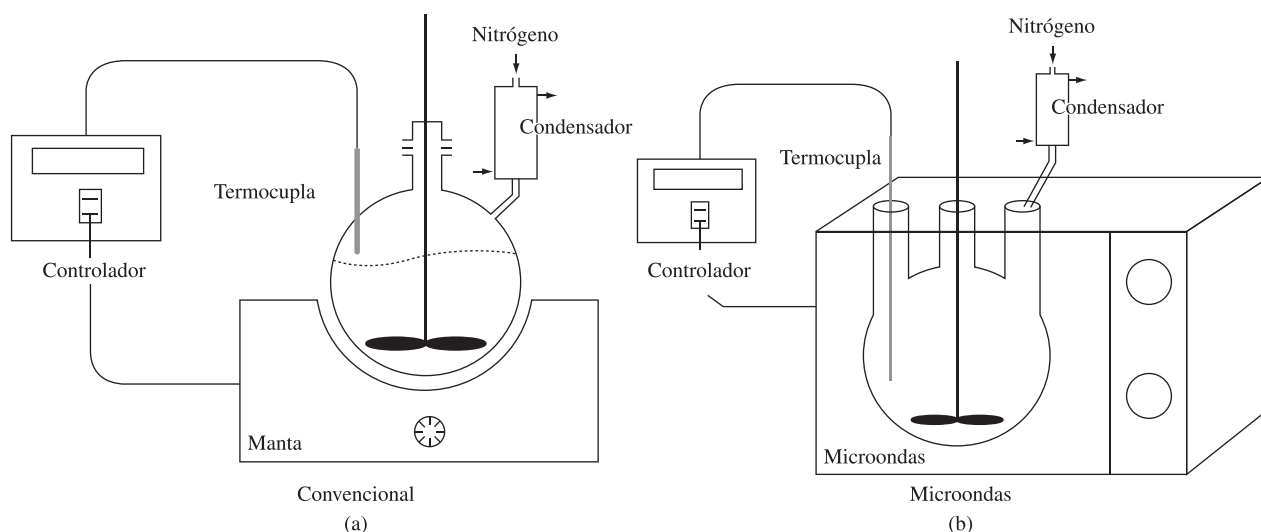 Nitrógeno
Condensador
Termocupla
Controlador
Manta
Convencional
(a)
Nitrógeno
Condensador
Termocupla
Controlador
Microondas
Microondas
(b)